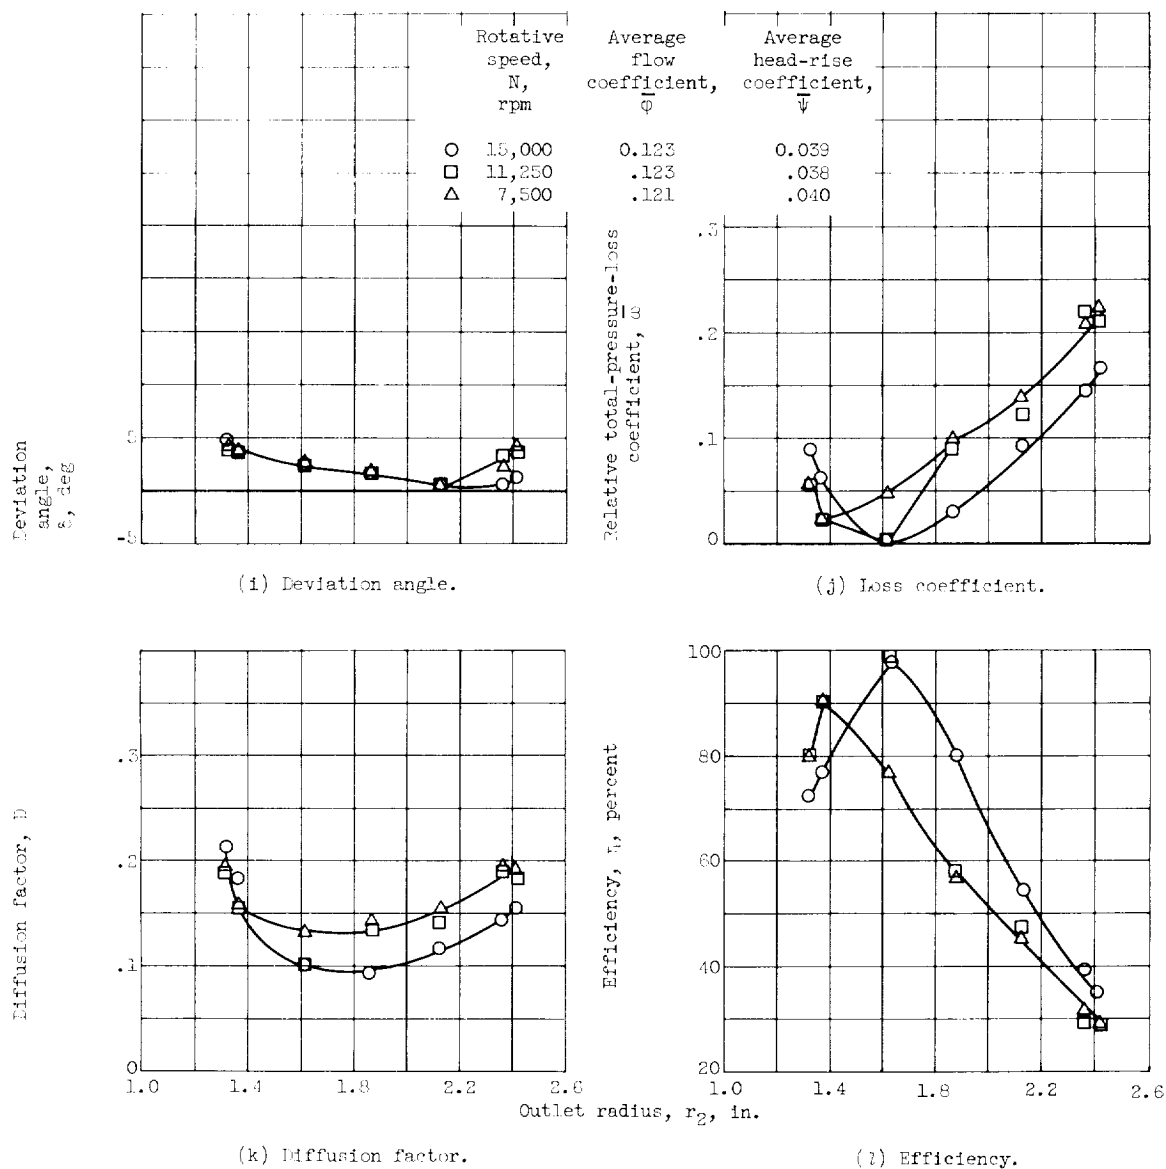 Rotative speed, N, rpm
Average flow coefficient, φ̄
Average head-rise coefficient, ψ̄
15,000 0.123 0.039
11,250 .123 .038
7,500 .121 .040
Deviation angle, δ, deg
5
-5
(i) Deviation angle.
Relative total-pressure-loss coefficient, ω̄
.3
.2
.1
0
(j) Loss coefficient.
Diffusion factor, D
.3
.2
.1
0
1.0 1.4 1.8 2.2 2.6
(k) Diffusion factor.
Efficiency, η, percent
100
80
60
40
20
1.0 1.4 1.8 2.2 2.6
Outlet radius, r₂, in.
(l) Efficiency.